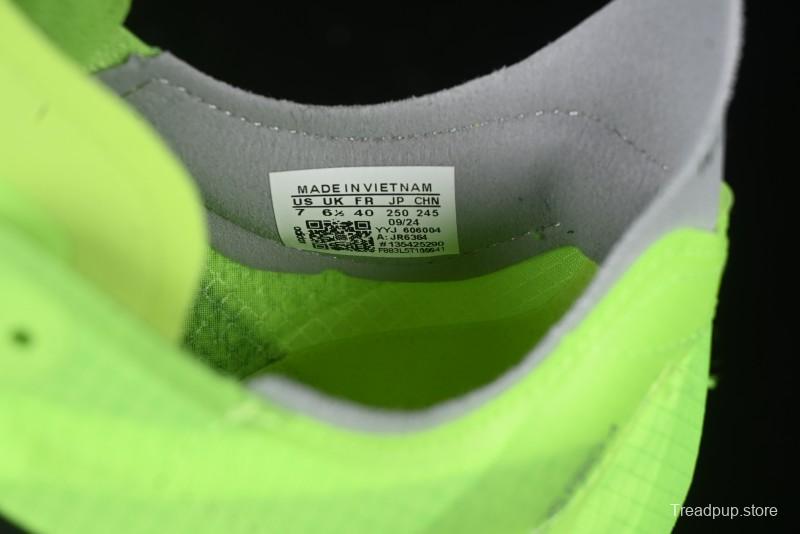 MADE IN VIETNAM
US UK FR JP CHN
7 6½ 40 250 245
09/24
YYJ 606004
A: JR6364
#135425290
Treadpup.store